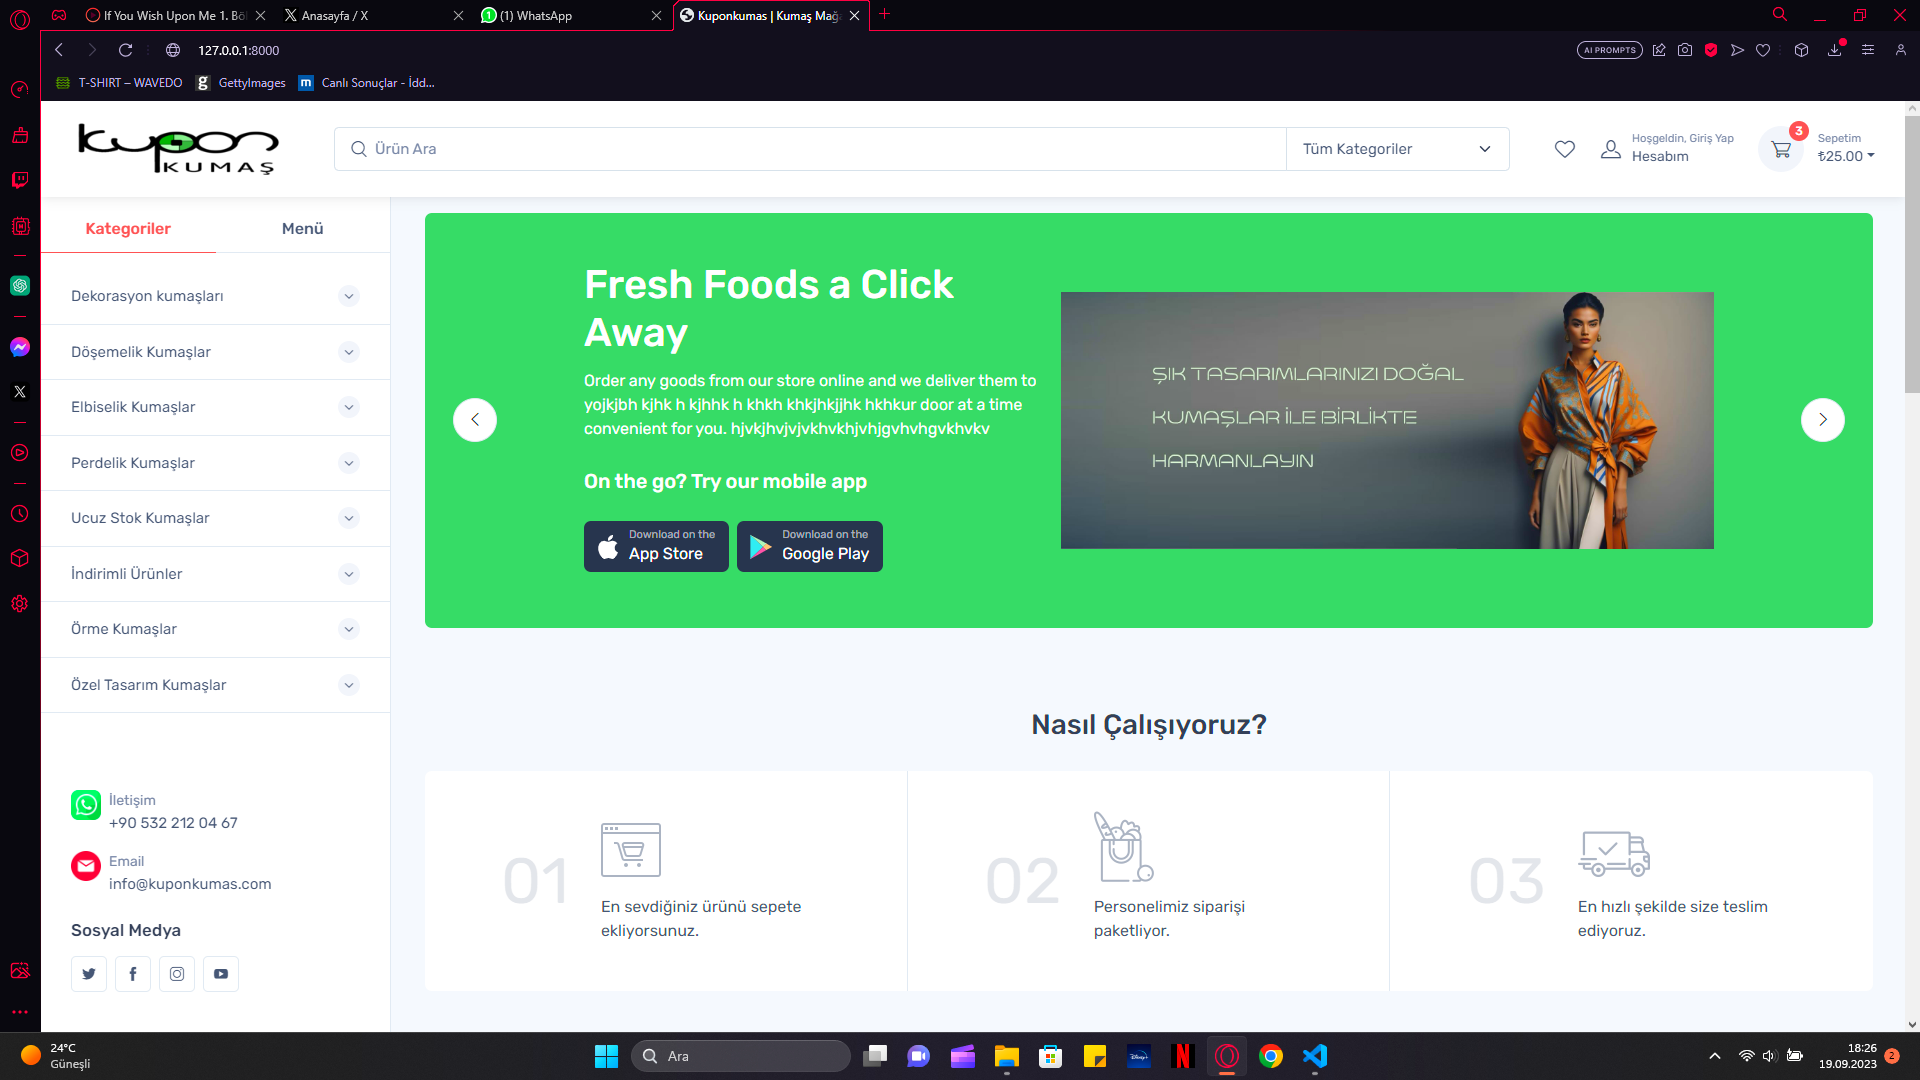 If You Wish Upon Me 1. Böl
Anasayfa / X
(1) WhatsApp
Kuponkumas | Kumaş Mağa
127.0.0.1:8000
AI PROMPTS
T-SHIRT – WAVEDO
GettyImages
Canlı Sonuçlar - İdd...
kupon
KUMAŞ
Ürün Ara
Tüm Kategoriler
Hoşgeldin, Giriş Yap
Hesabım
3
Sepetim
₺25.00
Kategoriler
Menü
Dekorasyon kumaşları
Döşemelik Kumaşlar
Elbiselik Kumaşlar
Perdelik Kumaşlar
Ucuz Stok Kumaşlar
İndirimli Ürünler
Örme Kumaşlar
Özel Tasarım Kumaşlar
İletişim
+90 532 212 04 67
Email
info@kuponkumas.com
Sosyal Medya
Fresh Foods a Click
Away
Order any goods from our store online and we deliver them to
yojkjbh kjhk h kjhhk h khkh khkjhkjjhk hkhkur door at a time
convenient for you. hjvkjhvjvjvkhvkhjvhjgvhvhgvkhvkv
On the go? Try our mobile app
Download on the
App Store
Download on the
Google Play
ŞIK TASARIMLARINIZI DOĞAL
KUMAŞLAR İLE BİRLİKTE
HARMANLAYIN
Nasıl Çalışıyoruz?
01
En sevdiğiniz ürünü sepete
ekliyorsunuz.
02
Personelimiz siparişi
paketliyor.
03
En hızlı şekilde size teslim
ediyoruz.
24°C
Güneşli
Ara
Disney+
N
18:26
19.09.2023
2